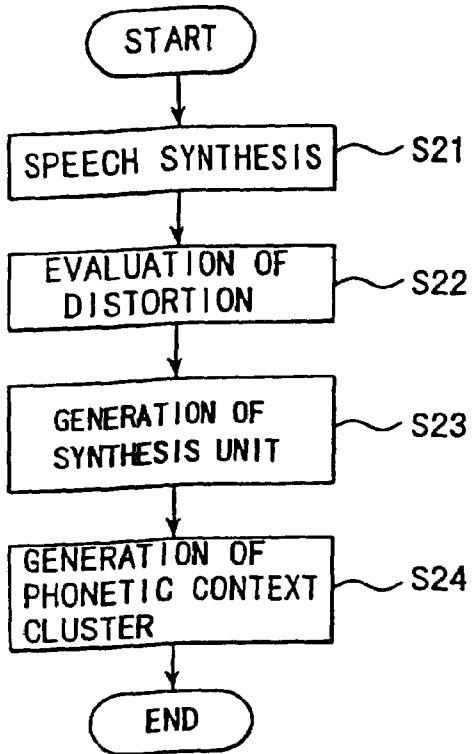 START
SPEECH SYNTHESIS
S21
EVALUATION OF
DISTORTION
S22
GENERATION OF
SYNTHESIS UNIT
S23
GENERATION OF
PHONETIC CONTEXT
CLUSTER
S24
END